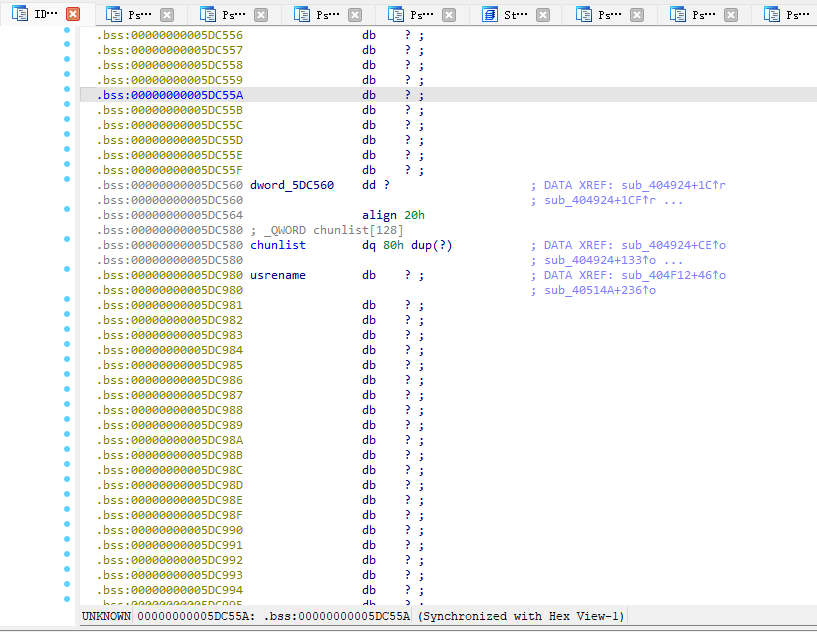 ID··· Ps··· Ps··· Ps··· Ps··· St··· Ps··· Ps··· Ps···
.bss:00000000005DC556 db ? ;
.bss:00000000005DC557 db ? ;
.bss:00000000005DC558 db ? ;
.bss:00000000005DC559 db ? ;
.bss:00000000005DC55A db ? ;
.bss:00000000005DC55B db ? ;
.bss:00000000005DC55C db ? ;
.bss:00000000005DC55D db ? ;
.bss:00000000005DC55E db ? ;
.bss:00000000005DC55F db ? ;
.bss:00000000005DC560 dword_5DC560 dd ? ; DATA XREF: sub_404924+1C↑r
.bss:00000000005DC560 ; sub_404924+1CF↑r ...
.bss:00000000005DC564 align 20h
.bss:00000000005DC580 ; _QWORD chunlist[128]
.bss:00000000005DC580 chunlist dq 80h dup(?) ; DATA XREF: sub_404924+CE↑o
.bss:00000000005DC580 ; sub_404924+133↑o ...
.bss:00000000005DC980 usrename db ? ; ; DATA XREF: sub_404F12+46↑o
.bss:00000000005DC980 ; sub_40514A+236↑o
.bss:00000000005DC981 db ? ;
.bss:00000000005DC982 db ? ;
.bss:00000000005DC983 db ? ;
.bss:00000000005DC984 db ? ;
.bss:00000000005DC985 db ? ;
.bss:00000000005DC986 db ? ;
.bss:00000000005DC987 db ? ;
.bss:00000000005DC988 db ? ;
.bss:00000000005DC989 db ? ;
.bss:00000000005DC98A db ? ;
.bss:00000000005DC98B db ? ;
.bss:00000000005DC98C db ? ;
.bss:00000000005DC98D db ? ;
.bss:00000000005DC98E db ? ;
.bss:00000000005DC98F db ? ;
.bss:00000000005DC990 db ? ;
.bss:00000000005DC991 db ? ;
.bss:00000000005DC992 db ? ;
.bss:00000000005DC993 db ? ;
.bss:00000000005DC994 db ? ;
.bss:00000000005DC995 db ? ;
UNKNOWN 00000000005DC55A: .bss:00000000005DC55A (Synchronized with Hex View-1)